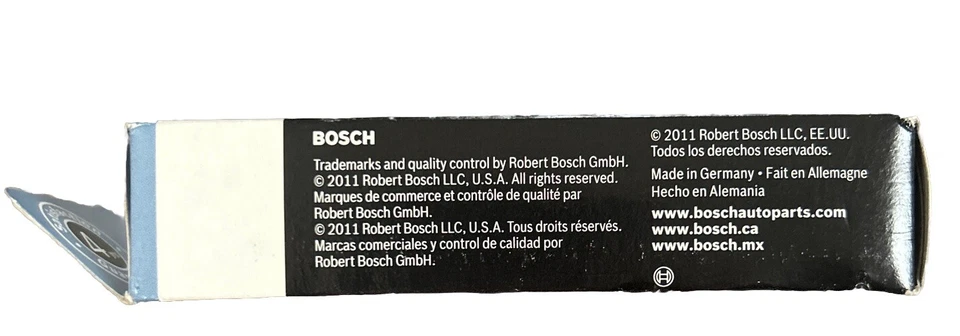 BOSCH
Trademarks and quality control by Robert Bosch GmbH.
© 2011 Robert Bosch LLC, U.S.A. All rights reserved.
Marques de commerce et contrôle de qualité par
Robert Bosch GmbH.
© 2011 Robert Bosch LLC, U.S.A. Tous droits réservés.
Marcas comerciales y control de calidad por
Robert Bosch GmbH.
© 2011 Robert Bosch LLC, EE.UU.
Todos los derechos reservados.
Made in Germany • Fait en Allemagne
Hecho en Alemania
www.boschautoparts.com
www.bosch.ca
www.bosch.mx